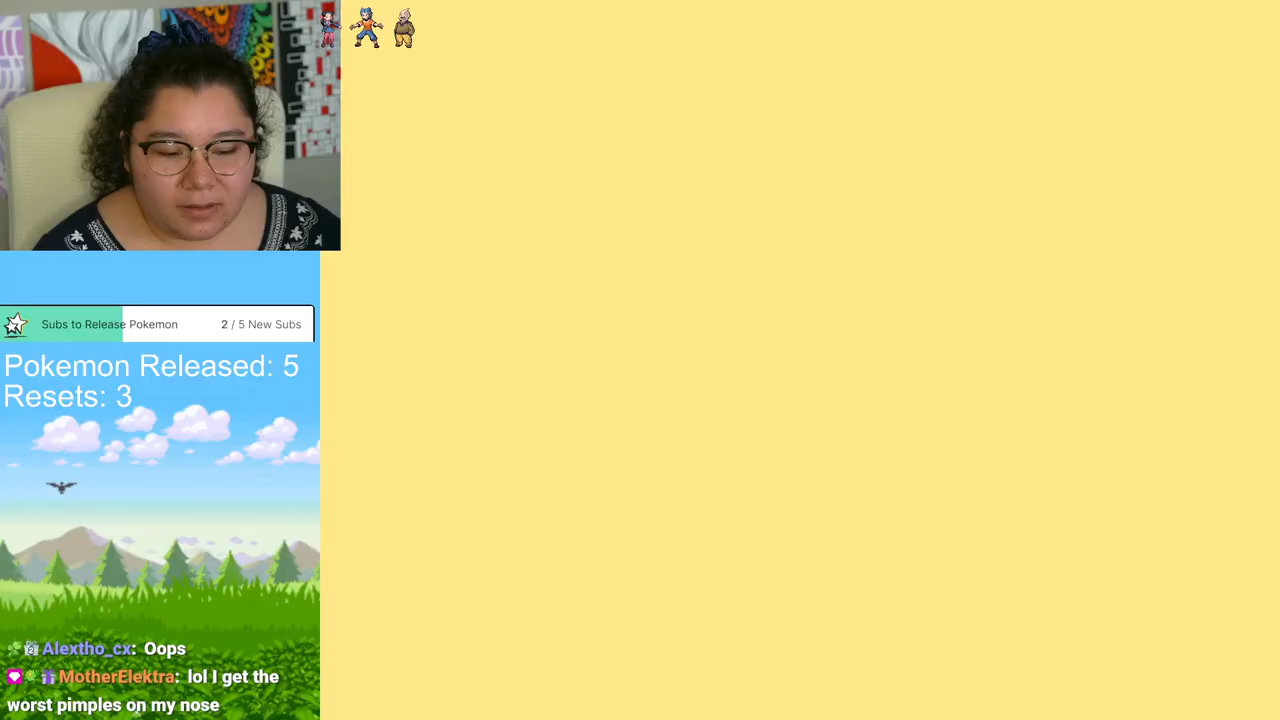 Subs to Release Pokemon 2 / 5 New Subs
Pokemon Released: 5
Resets: 3
Alextho_cx: Oops
MotherElektra: lol I get the
worst pimples on my nose